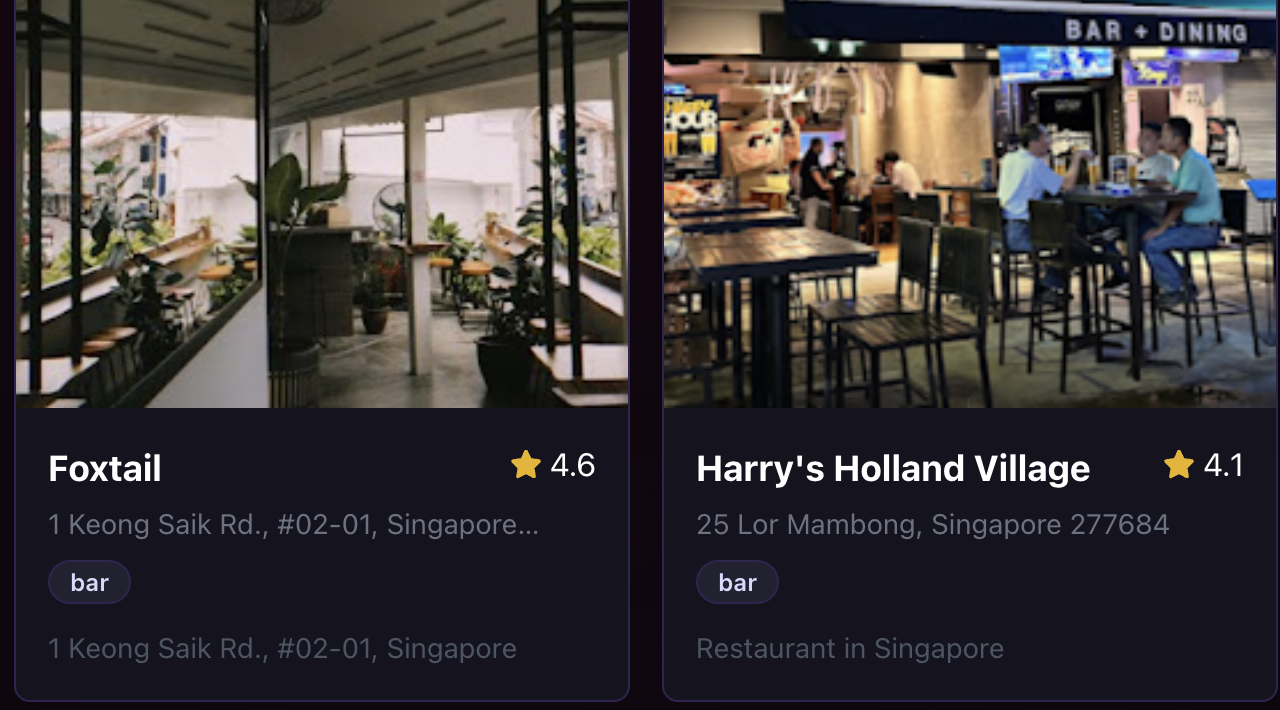 BAR + DINING
HOUR
Foxtail
4.6
1 Keong Saik Rd., #02-01, Singapore...
bar
1 Keong Saik Rd., #02-01, Singapore
Harry's Holland Village
4.1
25 Lor Mambong, Singapore 277684
bar
Restaurant in Singapore